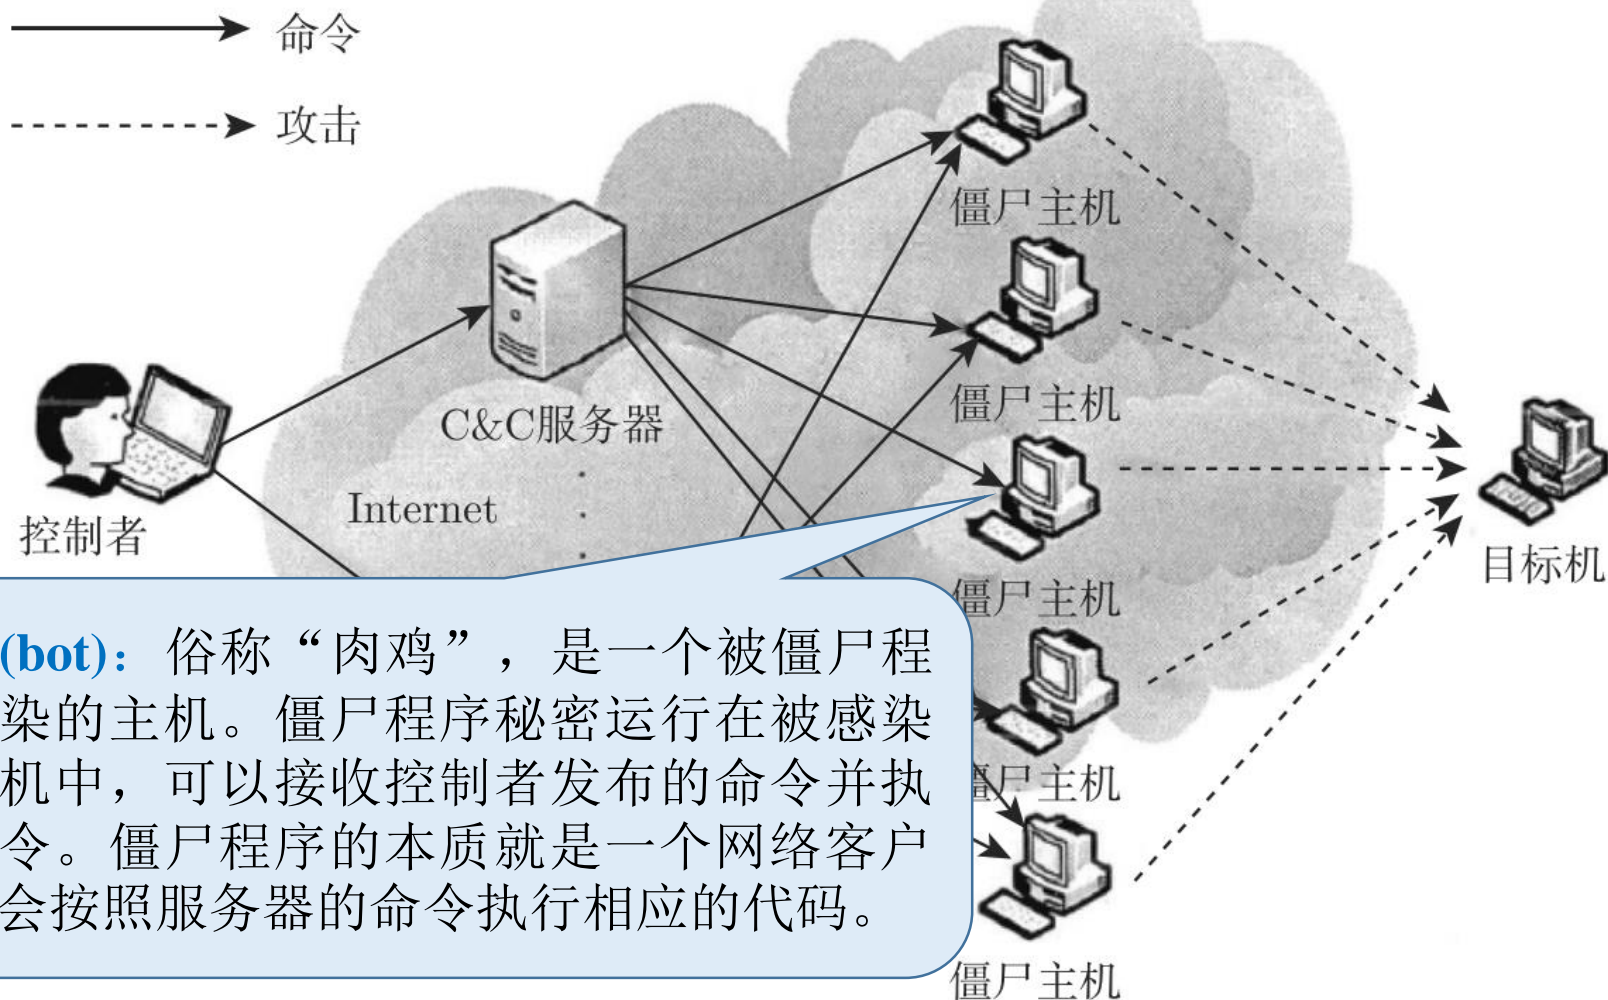 命令
攻击
僵尸主机
僵尸主机
C&C服务器
Internet
控制者
目标机
僵尸主机
(bot)：俗称“肉鸡”，是一个被僵尸程
染的主机。僵尸程序秘密运行在被感染
机中，可以接收控制者发布的命令并执
令。僵尸程序的本质就是一个网络客户
会按照服务器的命令执行相应的代码。
僵尸主机
僵尸主机